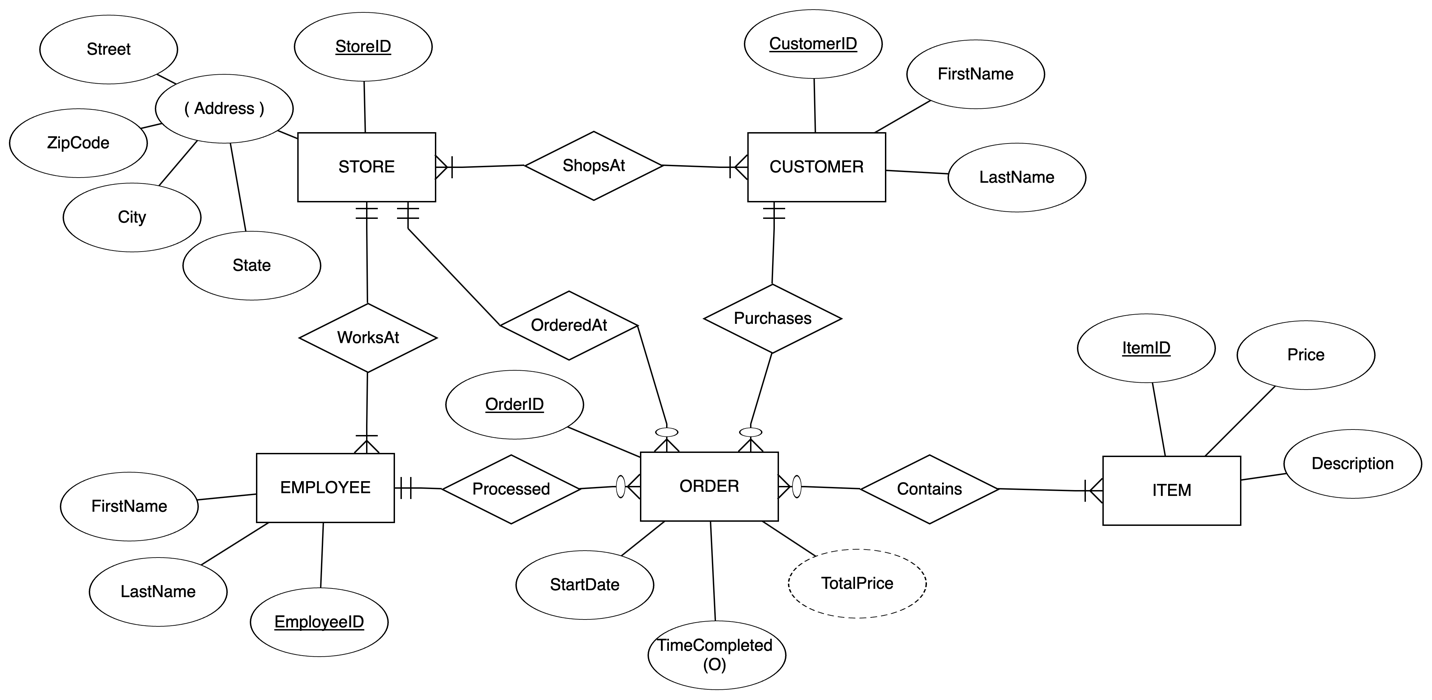 Street
StoreID
CustomerID
FirstName
( Address )
ZipCode
STORE
ShopsAt
CUSTOMER
LastName
City
State
WorksAt
OrderedAt
Purchases
ItemID
Price
OrderID
Description
FirstName
EMPLOYEE
Processed
ORDER
Contains
ITEM
LastName
EmployeeID
StartDate
TimeCompleted
(O)
TotalPrice